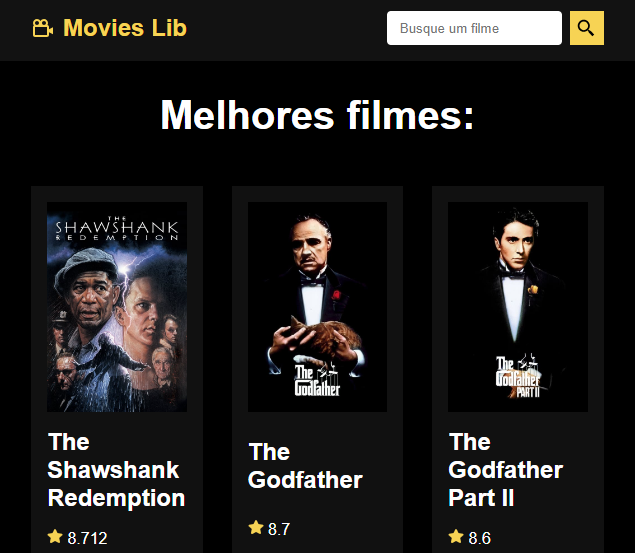 Movies Lib
Busque um filme
Melhores filmes:
THE
SHAWSHANK
REDEMPTION
The
Godfather
The
Godfather
PART II
The
Shawshank
Redemption
8.712
The
Godfather
8.7
The
Godfather
Part II
8.6